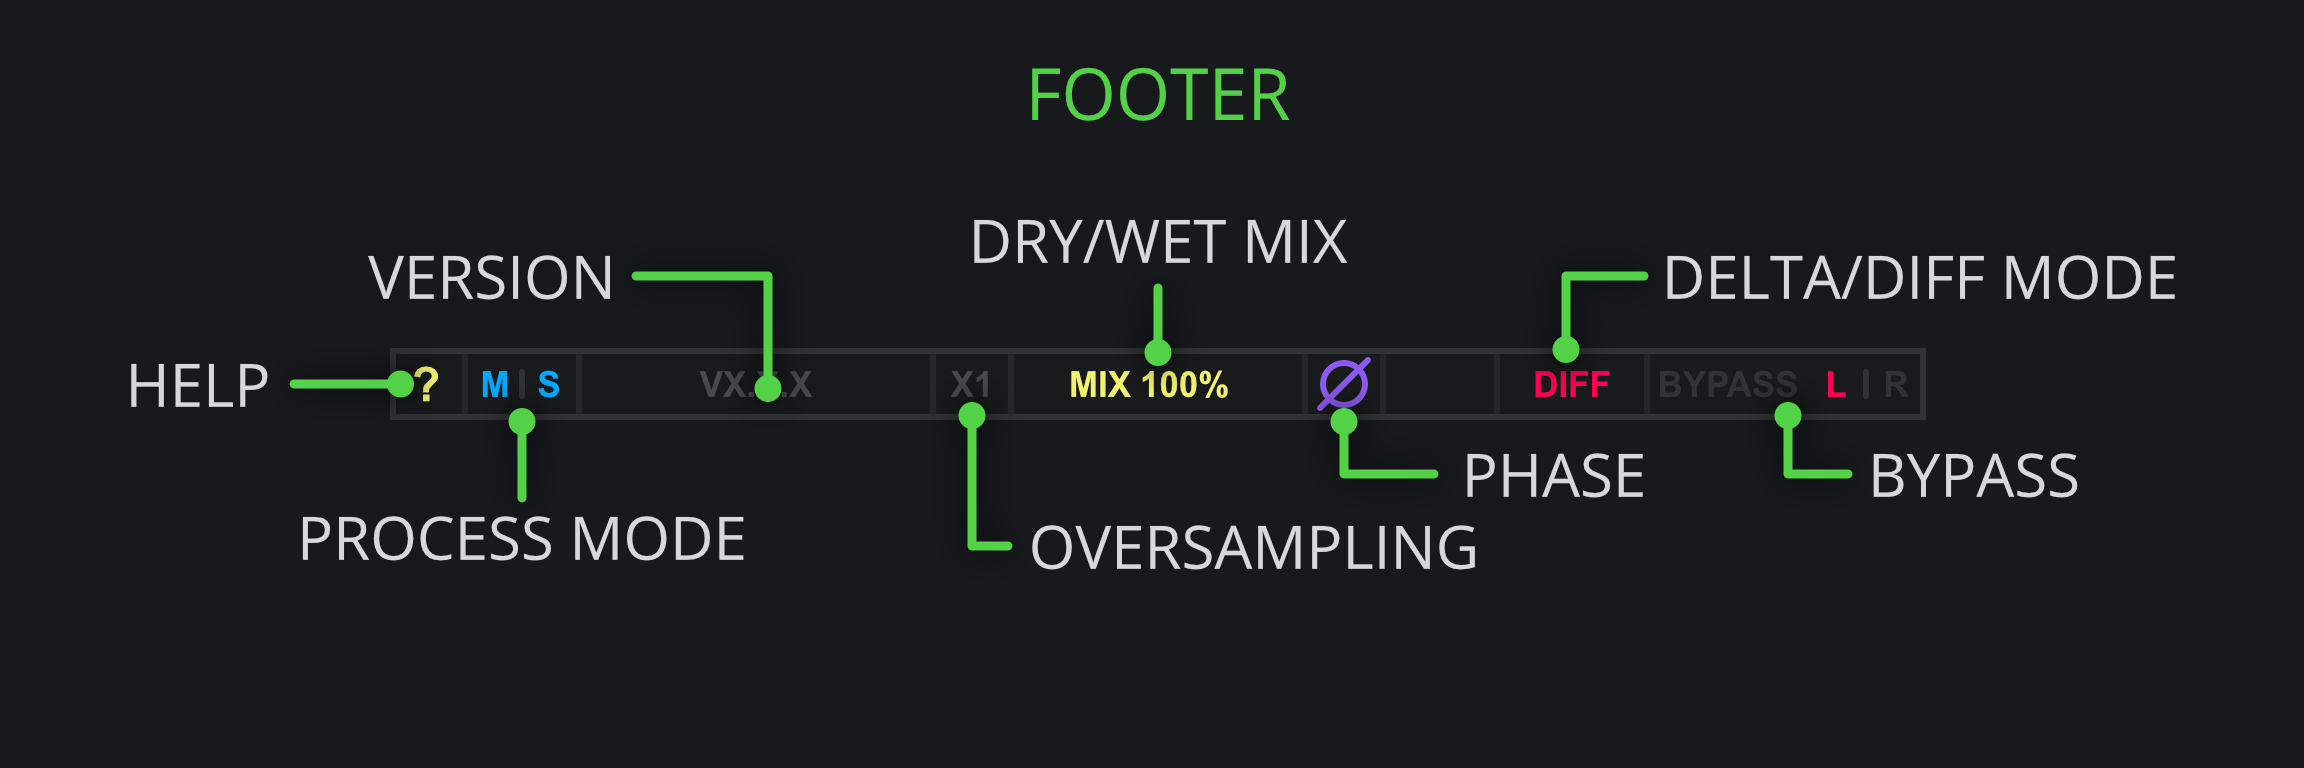 FOOTER
DRY/WET MIX
VERSION
DELTA/DIFF MODE
HELP
? M | S VX.X.X X1 MIX 100% Ø DIFF BYPASS L | R
PHASE
BYPASS
PROCESS MODE
OVERSAMPLING